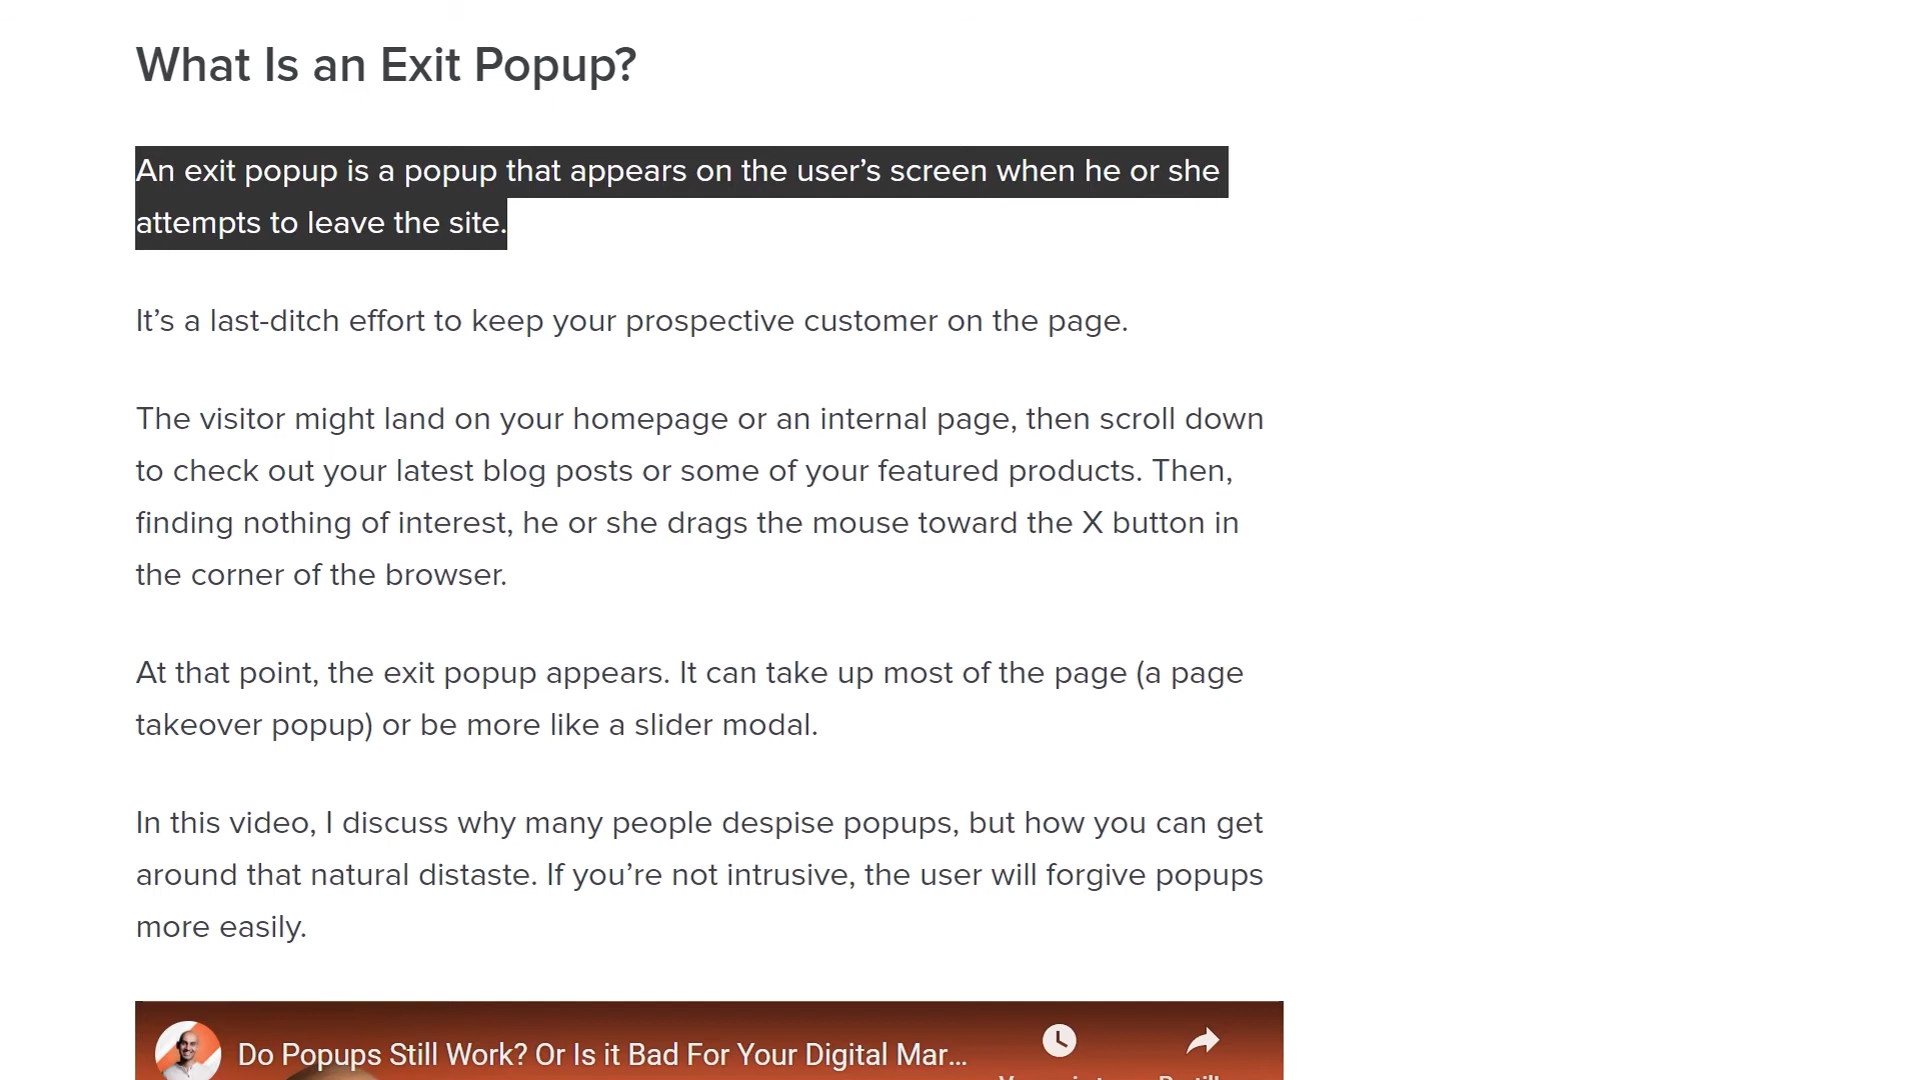 What Is an Exit Popup?
An exit popup is a popup that appears on the user’s screen when he or she
attempts to leave the site.
It’s a last-ditch effort to keep your prospective customer on the page.
The visitor might land on your homepage or an internal page, then scroll down
to check out your latest blog posts or some of your featured products. Then,
finding nothing of interest, he or she drags the mouse toward the X button in
the corner of the browser.
At that point, the exit popup appears. It can take up most of the page (a page
takeover popup) or be more like a slider modal.
In this video, I discuss why many people despise popups, but how you can get
around that natural distaste. If you’re not intrusive, the user will forgive popups
more easily.
Do Popups Still Work? Or Is it Bad For Your Digital Mar...